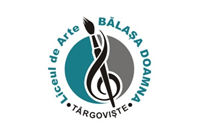 Liceul de Arte
BĂLAȘA DOAMNA
• TÂRGOVIȘTE •